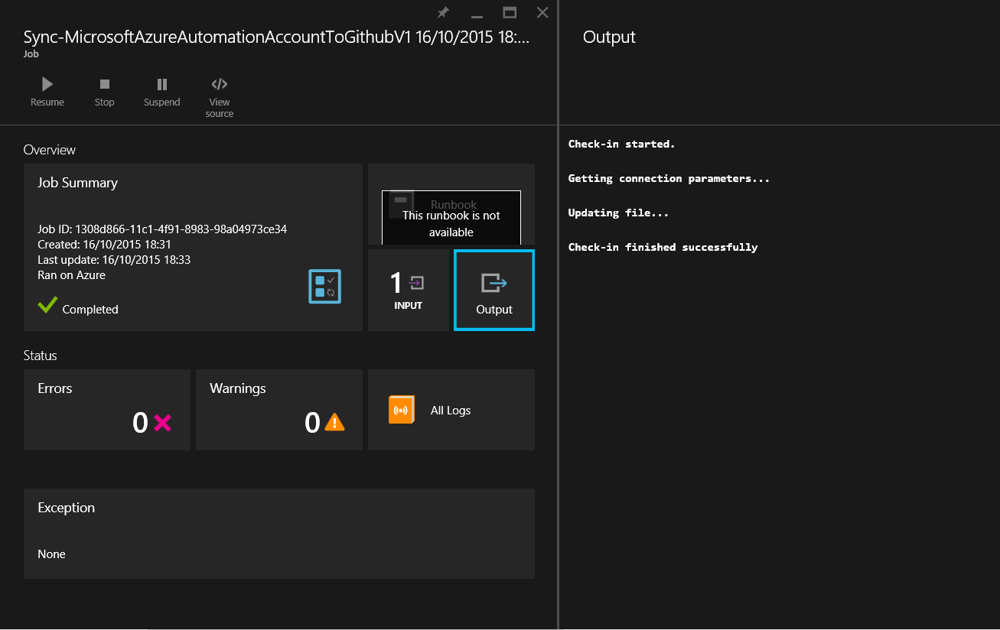 Sync-MicrosoftAzureAutomationAccountToGithubV1 16/10/2015 18:...
Job
Resume
Stop
Suspend
View
source
Overview
Job Summary
Job ID: 1308d866-11c1-4f91-8983-98a04973ce34
Created: 16/10/2015 18:31
Last update: 16/10/2015 18:33
Ran on Azure
Completed
Runbook
This runbook is not
available
1
INPUT
Output
Status
Errors
0
Warnings
0
All Logs
Exception
None
Output
Check-in started.
Getting connection parameters...
Updating file...
Check-in finished successfully